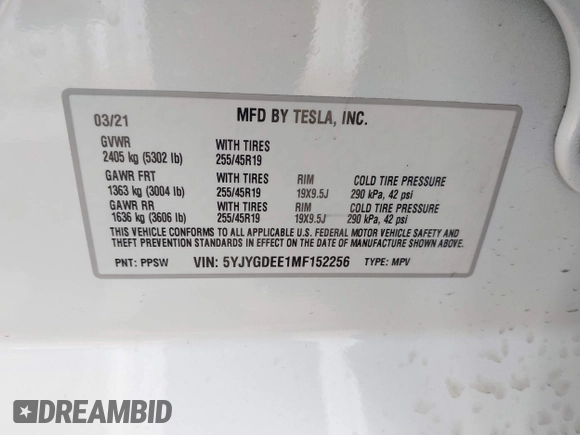 03/21 MFD BY TESLA, INC.
GVWR WITH TIRES
2405 kg (5302 lb) 255/45R19
GAWR FRT WITH TIRES RIM COLD TIRE PRESSURE
1363 kg (3004 lb) 255/45R19 19X9.5J 290 kPa, 42 psi
GAWR RR WITH TIRES RIM COLD TIRE PRESSURE
1636 kg (3606 lb) 255/45R19 19X9.5J 290 kPa, 42 psi
THIS VEHICLE CONFORMS TO ALL APPLICABLE U.S. FEDERAL MOTOR VEHICLE SAFETY AND
THEFT PREVENTION STANDARDS IN EFFECT ON THE DATE OF MANUFACTURE SHOWN ABOVE.
PNT: PPSW VIN: 5YJYGDEE1MF152256 TYPE: MPV
DREAMBID